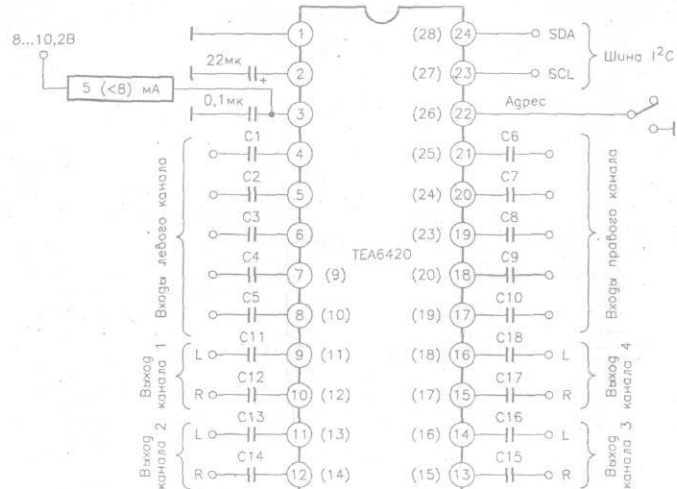 8...10,2В
5 (<8) мА
22мк
+
0,1мк
1
2
3
C1
4
C2
5
C3
6
C4
7 (9)
C5
8 (10)
C11
L 9 (11)
C12
R 10 (12)
C13
L 11 (13)
C14
R 12 (14)
Входы левого канала
Выход канала 1
Выход канала 2
TEA6420
(28) 24 SDA
(27) 23 SCL
Шина I²C
(26) 22 Адрес
C6
(25) 21
C7
(24) 20
C8
(23) 19
C9
(20) 18
C10
(19) 17
C18
(18) 16 L
C17
(17) 15 R
C16
(16) 14 L
C15
(15) 13 R
Входы правого канала
Выход канала 4
Выход канала 3